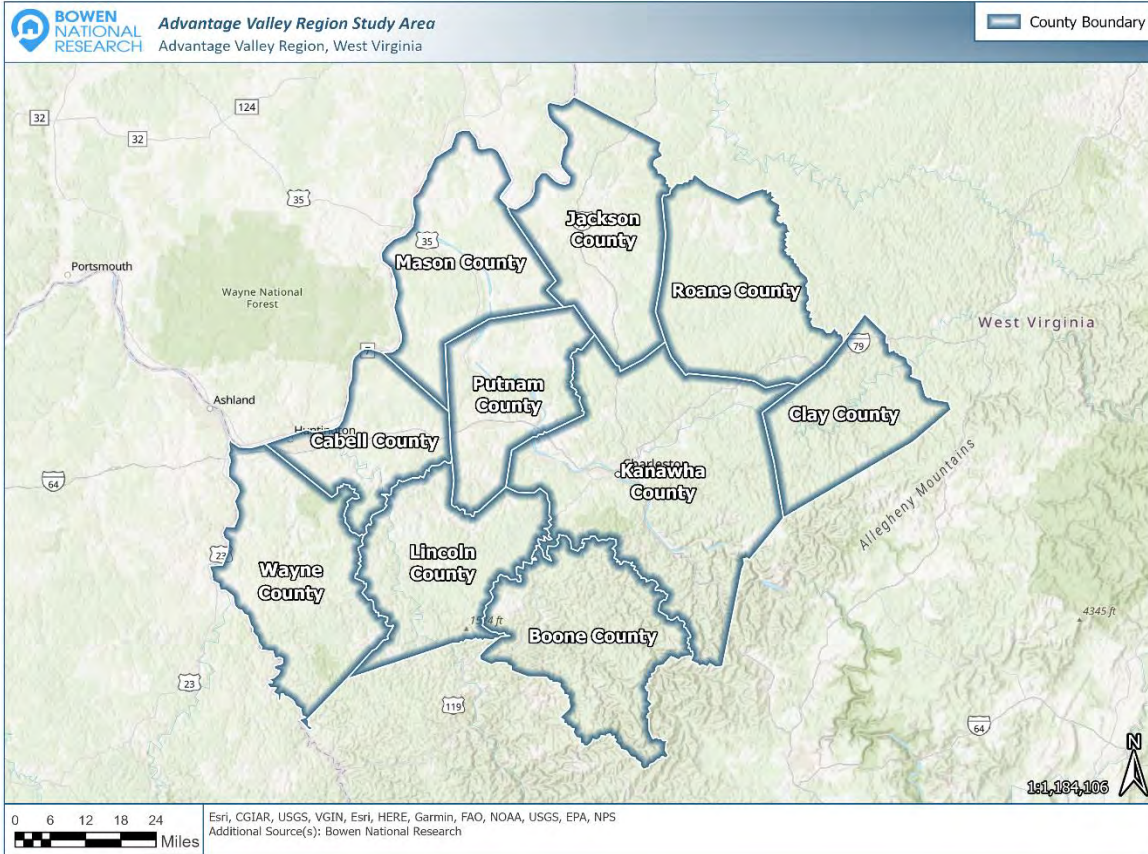 BOWEN
NATIONAL
RESEARCH
Advantage Valley Region Study Area
Advantage Valley Region, West Virginia
County Boundary
124
32
32
35
35
Jackson
County
Mason County
Portsmouth
Wayne National
Forest
Roane County
West Virginia
79
Putnam
County
Ashland
Clay County
Huntington
Cabell County
Charleston
Kanawha
County
64
Allegheny Mountains
23
Lincoln
County
Wayne
County
4345 ft
Boone County
23
119
64
N
1:1,184,106
0 6 12 18 24
Miles
Esri, CGIAR, USGS, VGIN, Esri, HERE, Garmin, FAO, NOAA, USGS, EPA, NPS
Additional Source(s): Bowen National Research